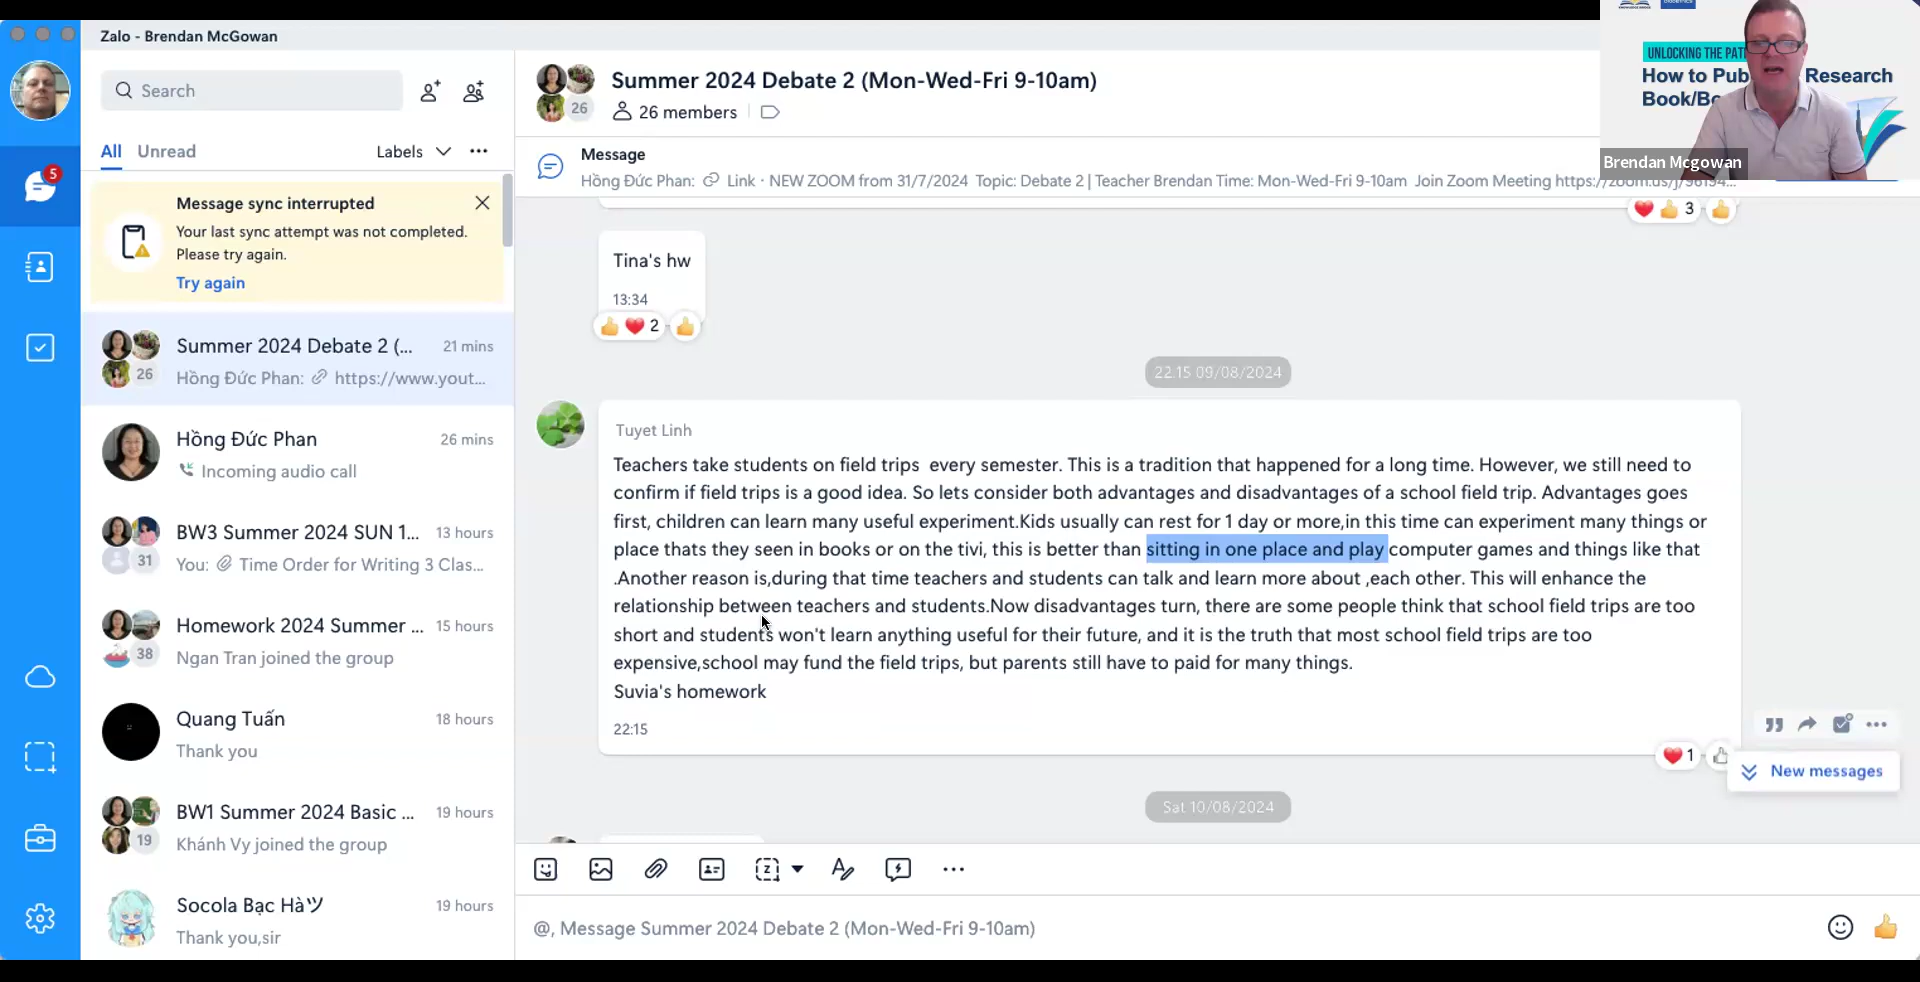 Zalo - Brendan McGowan
Search
All Unread Labels
5
Message sync interrupted
Your last sync attempt was not completed.
Please try again.
Try again
Summer 2024 Debate 2 (... 21 mins
26 Hồng Đức Phan: https://www.yout...
Hồng Đức Phan 26 mins
Incoming audio call
BW3 Summer 2024 SUN 1... 13 hours
31 You: Time Order for Writing 3 Clas...
Homework 2024 Summer ... 15 hours
38 Ngan Tran joined the group
Quang Tuấn 18 hours
Thank you
BW1 Summer 2024 Basic ... 19 hours
19 Khánh Vy joined the group
Socola Bạc Hàツ 19 hours
Thank you,sir
Summer 2024 Debate 2 (Mon-Wed-Fri 9-10am)
26 26 members
Message
Hồng Đức Phan: Link · NEW ZOOM from 31/7/2024 Topic: Debate 2 | Teacher Brendan Time: Mon-Wed-Fri 9-10am Join Zoom Meeting https://zoom.us/j/96194...
3
Tina's hw
13:34
2
22:15 09/08/2024
Tuyet Linh
Teachers take students on field trips every semester. This is a tradition that happened for a long time. However, we still need to
confirm if field trips is a good idea. So lets consider both advantages and disadvantages of a school field trip. Advantages goes
first, children can learn many useful experiment.Kids usually can rest for 1 day or more,in this time can experiment many things or
place thats they seen in books or on the tivi, this is better than sitting in one place and play computer games and things like that
.Another reason is,during that time teachers and students can talk and learn more about ,each other. This will enhance the
relationship between teachers and students.Now disadvantages turn, there are some people think that school field trips are too
short and students won't learn anything useful for their future, and it is the truth that most school field trips are too
expensive,school may fund the field trips, but parents still have to paid for many things.
Suvia's homework
22:15
1
New messages
Sat 10/08/2024
@, Message Summer 2024 Debate 2 (Mon-Wed-Fri 9-10am)
UNLOCKING THE
How to Research
Brendan Mcgowan